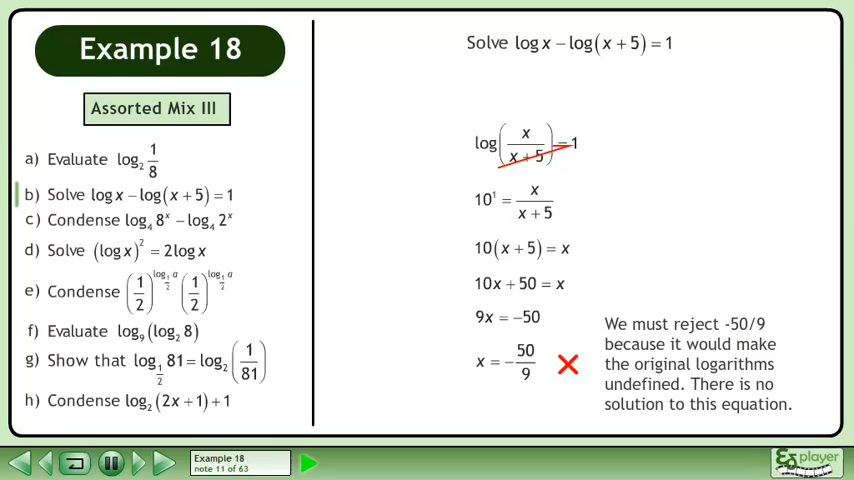 Example 18
Assorted Mix III
a) Evaluate log₂ 1/8
b) Solve log x − log(x + 5) = 1
c) Condense log₄ 8ˣ − log₄ 2ˣ
d) Solve (log x)² = 2log x
e) Condense (1/2)^(log_(1/2) a) (1/2)^(log_(1/2) a)
f) Evaluate log₉(log₂ 8)
g) Show that log_(1/2) 81 = log₂(1/81)
h) Condense log₂(2x + 1) + 1
Solve log x − log(x + 5) = 1
log(x/(x + 5)) = 1
10¹ = x/(x + 5)
10(x + 5) = x
10x + 50 = x
9x = −50
x = −50/9
We must reject -50/9
because it would make
the original logarithms
undefined. There is no
solution to this equation.
Example 18
note 11 of 63
player